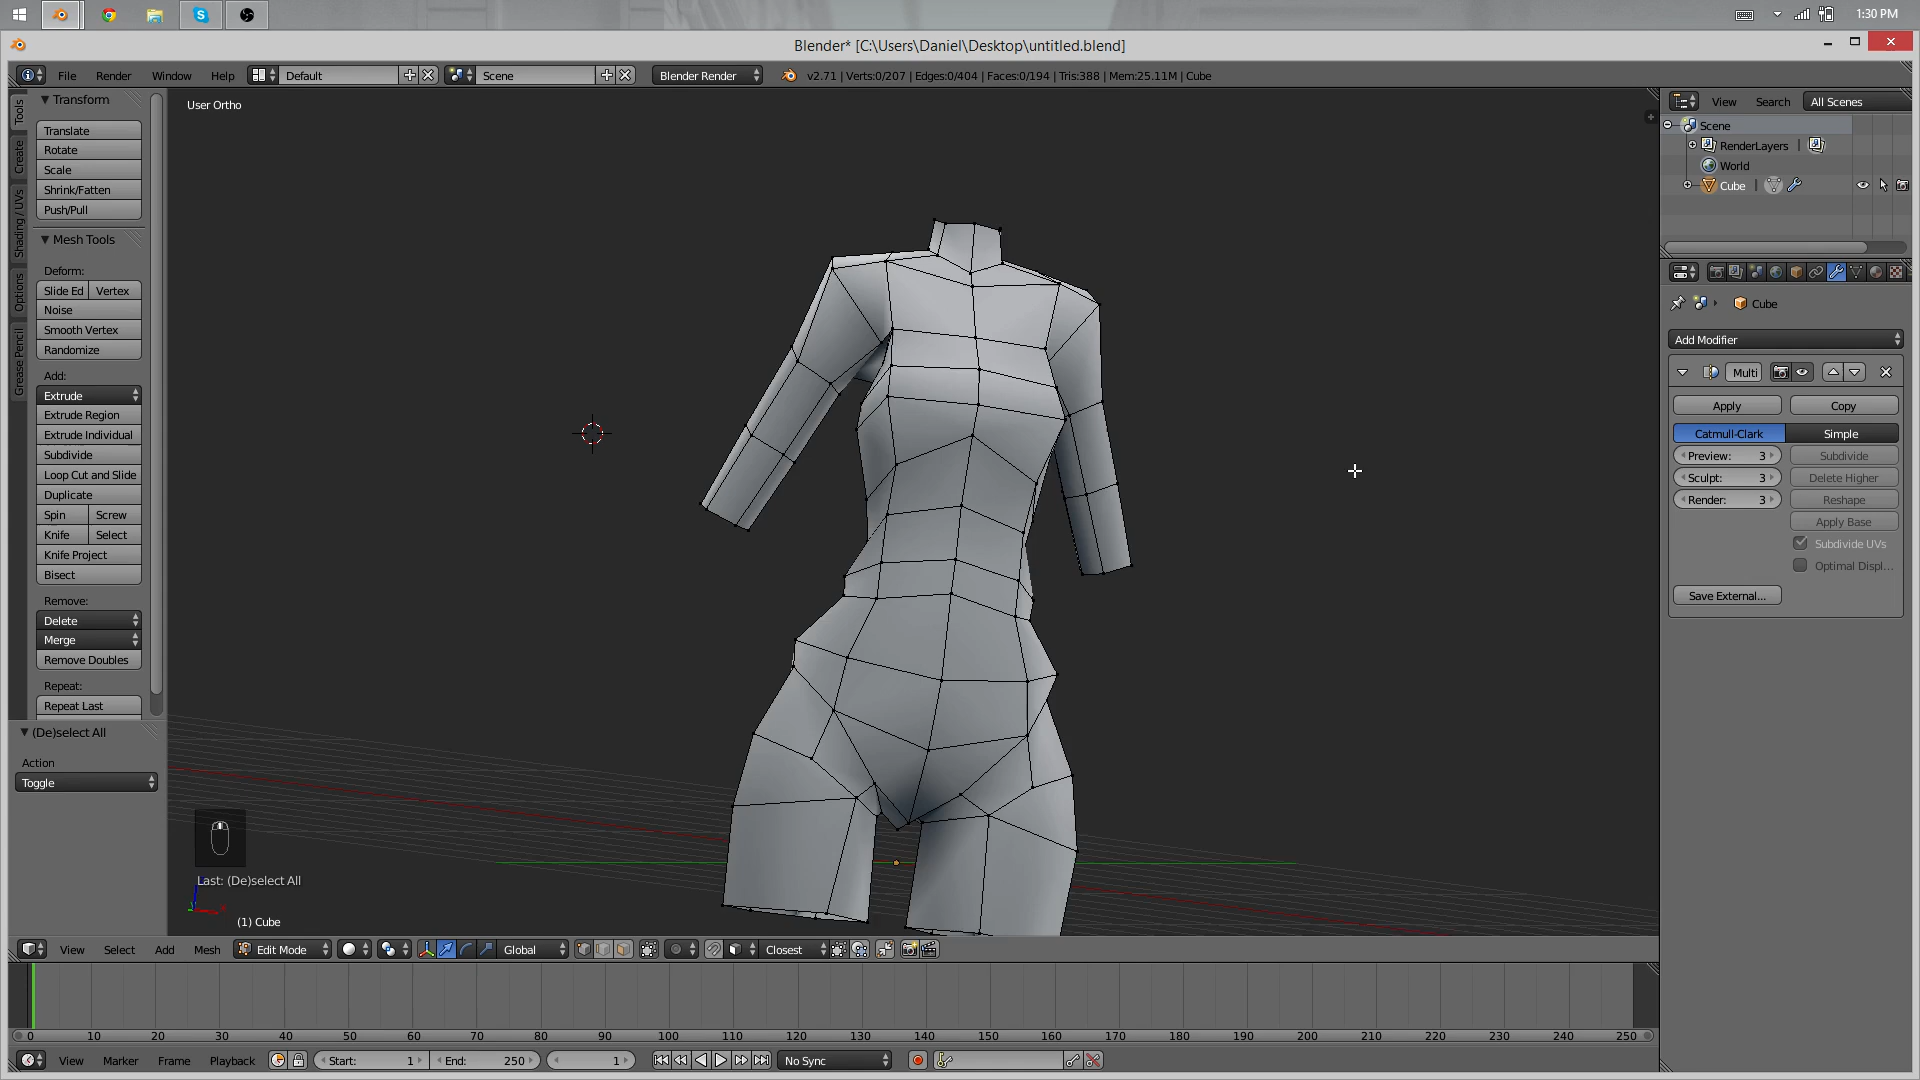 1:30 PM
Blender* [C:\Users\Daniel\Desktop\untitled.blend]
File Render Window Help Default Scene Blender Render v2.71 | Verts:0/207 | Edges:0/404 | Faces:0/194 | Tris:388 | Mem:25.11M | Cube
Tools
Create
Shading / UVs
Options
Grease Pencil
Transform
Translate
Rotate
Scale
Shrink/Fatten
Push/Pull
Mesh Tools
Deform:
Slide Ed Vertex
Noise
Smooth Vertex
Randomize
Add:
Extrude
Extrude Region
Extrude Individual
Subdivide
Loop Cut and Slide
Duplicate
Spin Screw
Knife Select
Knife Project
Bisect
Remove:
Delete
Merge
Remove Doubles
Repeat:
Repeat Last
(De)select All
Action
Toggle
User Ortho
Last: (De)select All
(1) Cube
View Search All Scenes
Scene
RenderLayers
World
Cube
Cube
Add Modifier
Multi
Apply Copy
Catmull-Clark Simple
Preview: 3 Subdivide
Sculpt: 3 Delete Higher
Render: 3 Reshape
Apply Base
Subdivide UVs
Optimal Displ...
Save External...
View Select Add Mesh Edit Mode Global Closest
0 10 20 30 40 50 60 70 80 90 100 110 120 130 140 150 160 170 180 190 200 210 220 230 240 250
View Marker Frame Playback Start: 1 End: 250 1 No Sync